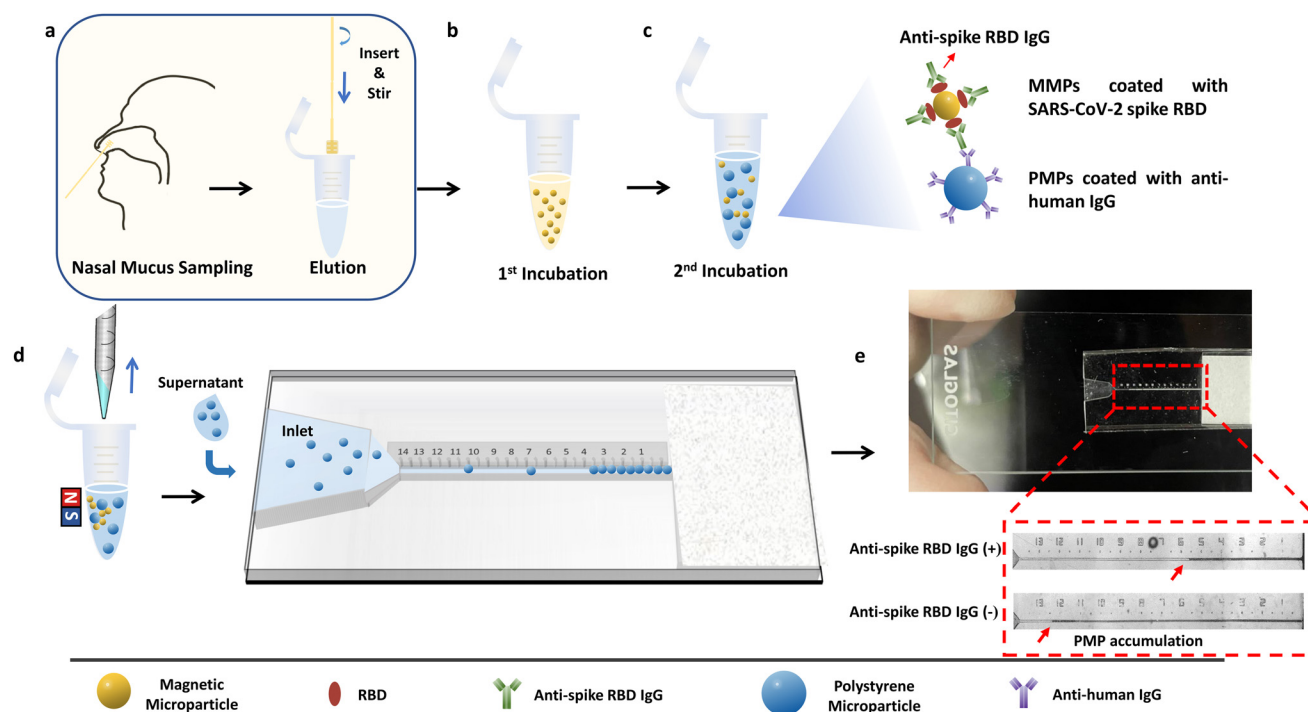 a
Insert
&
Stir
Nasal Mucus Sampling
Elution
b
1st Incubation
c
2nd Incubation
Anti-spike RBD IgG
MMPs coated with
SARS-CoV-2 spike RBD
PMPs coated with anti-
human IgG
d
N
S
Supernatant
Inlet
14 13 12 11 10 9 8 7 6 5 4 3 2 1
e
Anti-spike RBD IgG (+)
Anti-spike RBD IgG (-)
PMP accumulation
Magnetic
Microparticle
RBD
Anti-spike RBD IgG
Polystyrene
Microparticle
Anti-human IgG